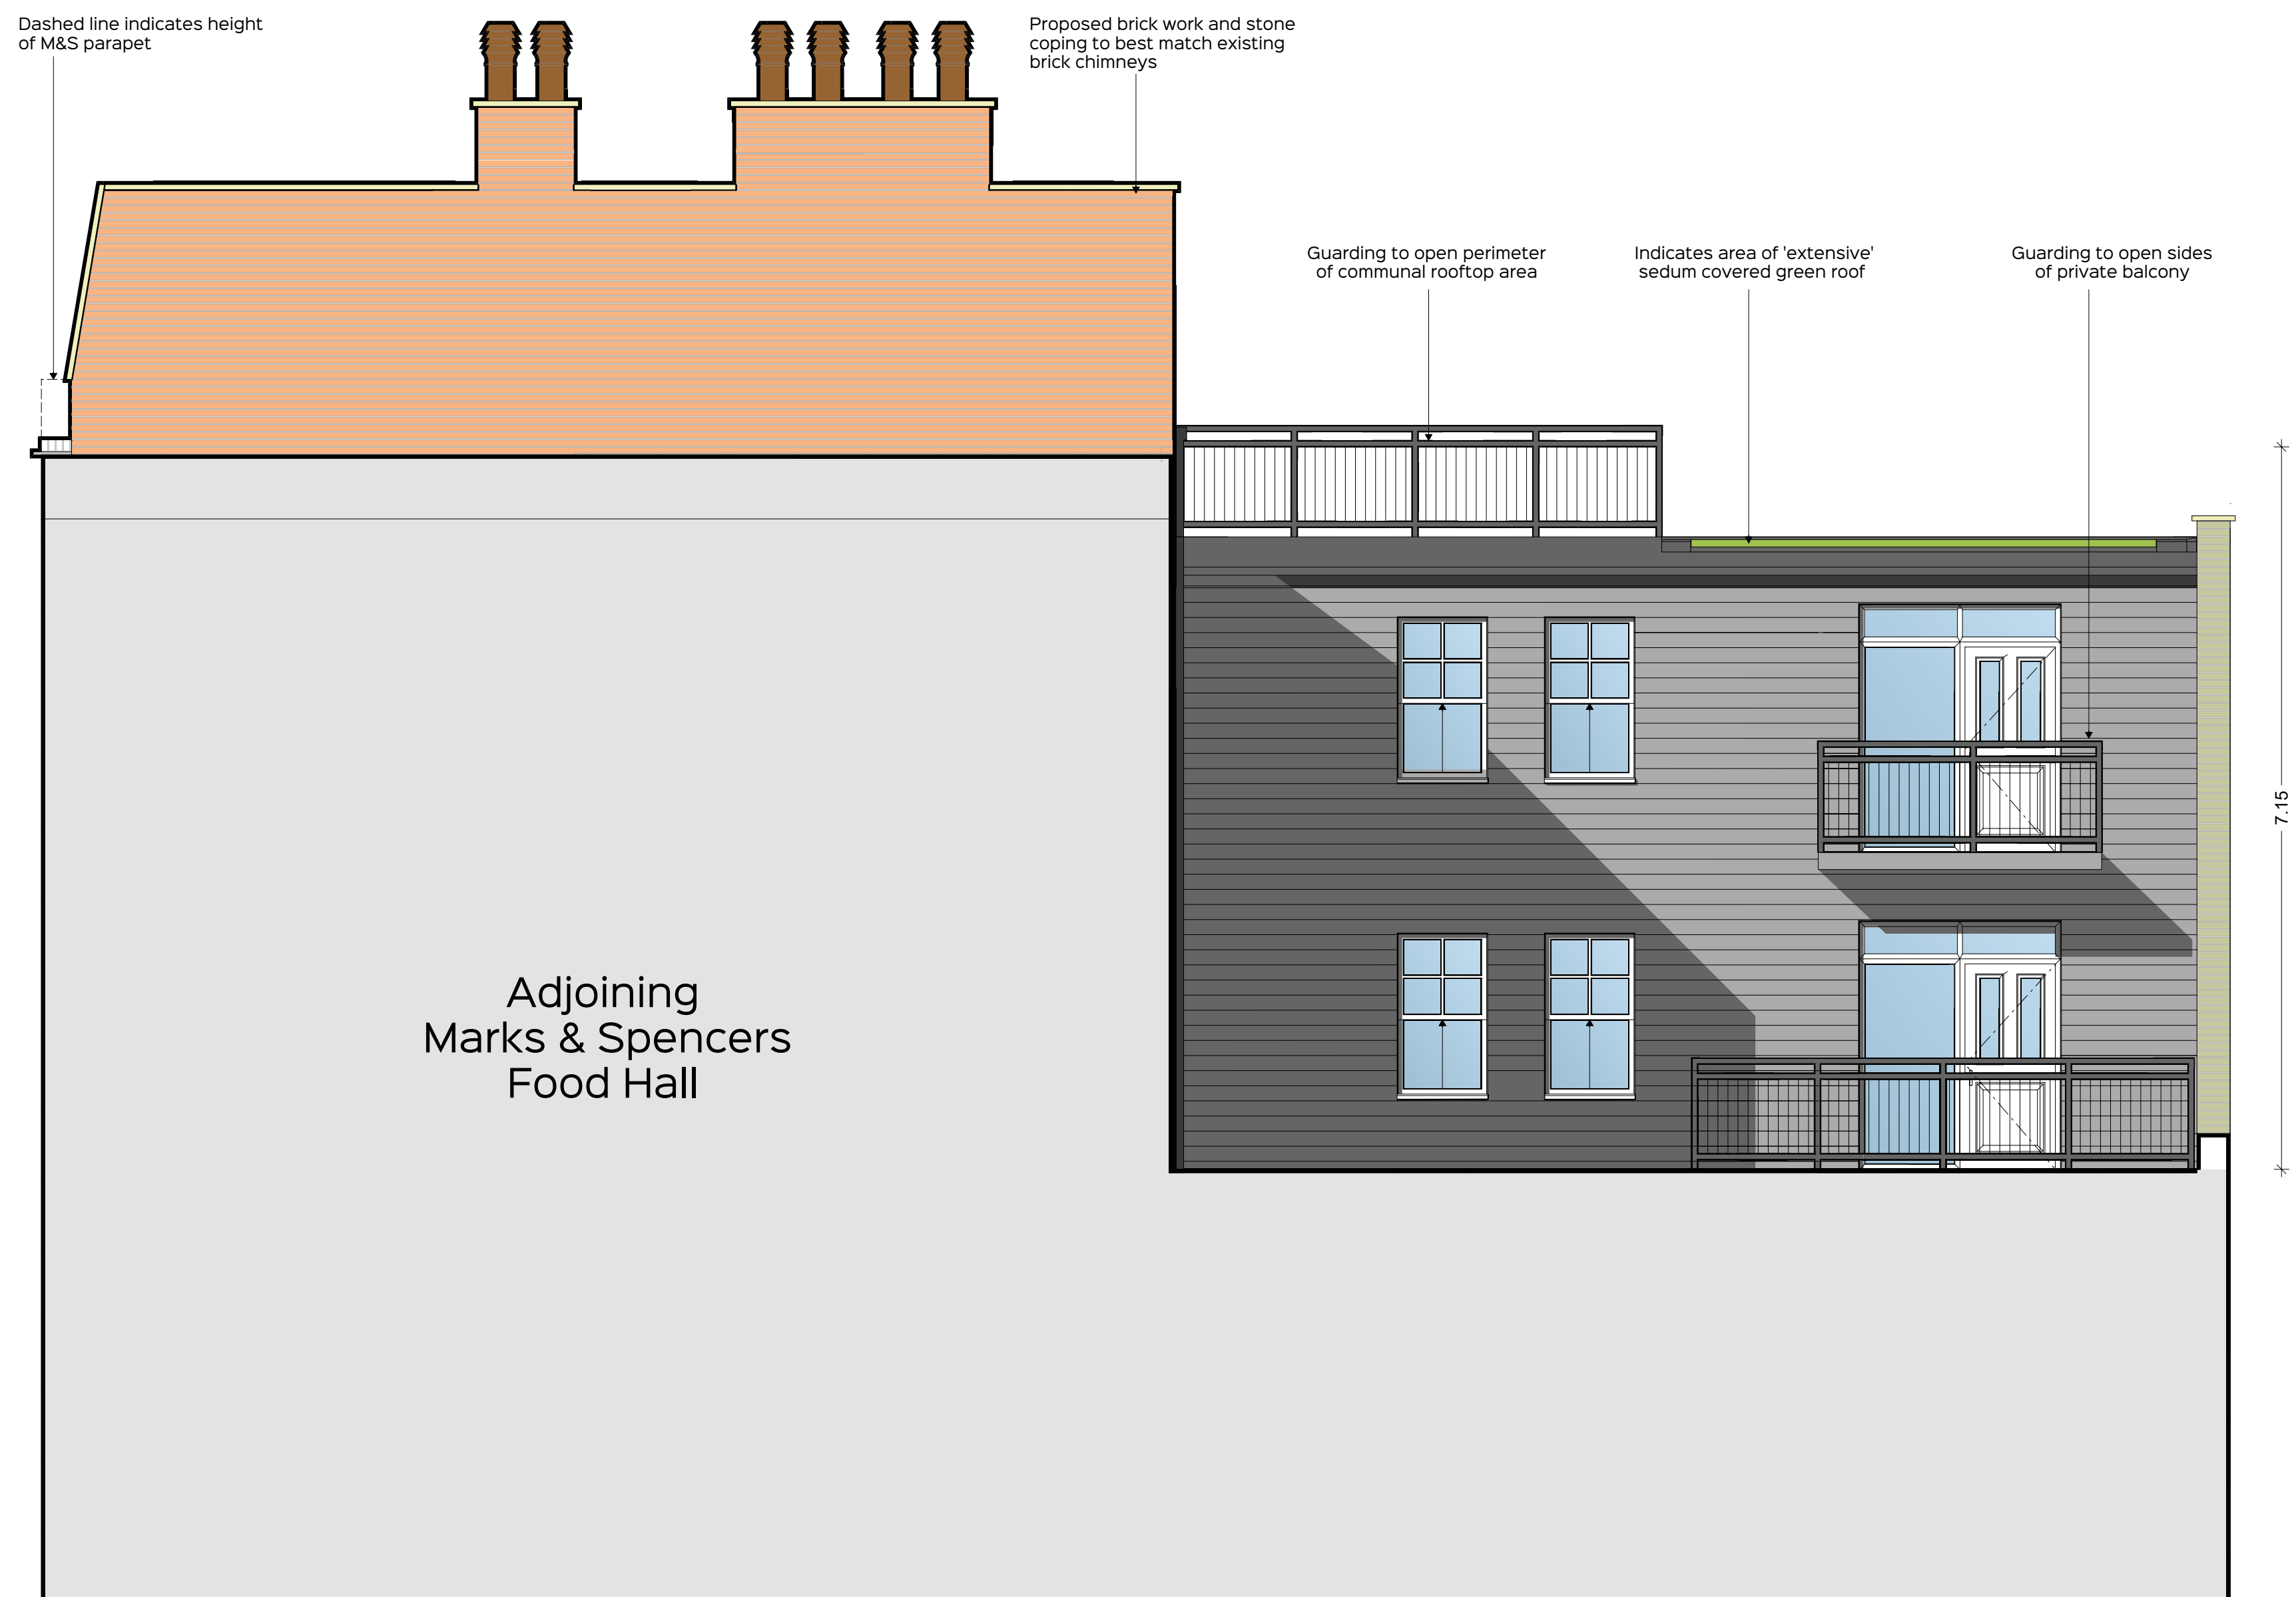 Dashed line indicates height
of M&S parapet
Proposed brick work and stone
coping to best match existing
brick chimneys
Guarding to open perimeter
of communal rooftop area
Indicates area of 'extensive'
sedum covered green roof
Guarding to open sides
of private balcony
7.15
Adjoining
Marks & Spencers
Food Hall